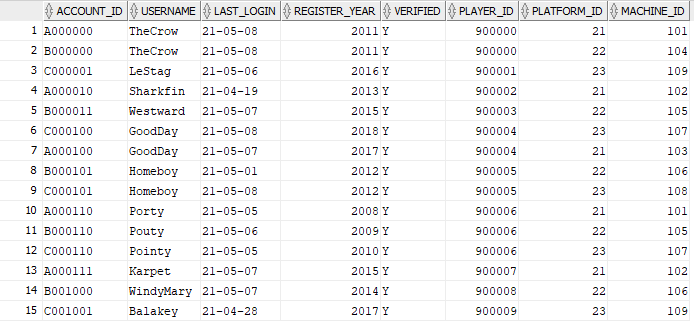 ACCOUNT_ID USERNAME LAST_LOGIN REGISTER_YEAR VERIFIED PLAYER_ID PLATFORM_ID MACHINE_ID
1 A000000 TheCrow 21-05-08 2011 Y 900000 21 101
2 B000000 TheCrow 21-05-08 2011 Y 900000 22 104
3 C000001 LeStag 21-05-06 2016 Y 900001 23 109
4 A000010 Sharkfin 21-04-19 2013 Y 900002 21 102
5 B000011 Westward 21-05-07 2015 Y 900003 22 105
6 C000100 GoodDay 21-05-08 2018 Y 900004 23 107
7 A000100 GoodDay 21-05-07 2017 Y 900004 21 103
8 B000101 Homeboy 21-05-01 2012 Y 900005 22 106
9 C000101 Homeboy 21-05-08 2012 Y 900005 23 108
10 A000110 Porty 21-05-05 2008 Y 900006 21 101
11 B000110 Pouty 21-05-06 2009 Y 900006 22 105
12 C000110 Pointy 21-05-05 2010 Y 900006 23 107
13 A000111 Karpet 21-05-07 2015 Y 900007 21 102
14 B001000 WindyMary 21-05-07 2014 Y 900008 22 106
15 C001001 Balakey 21-04-28 2017 Y 900009 23 109